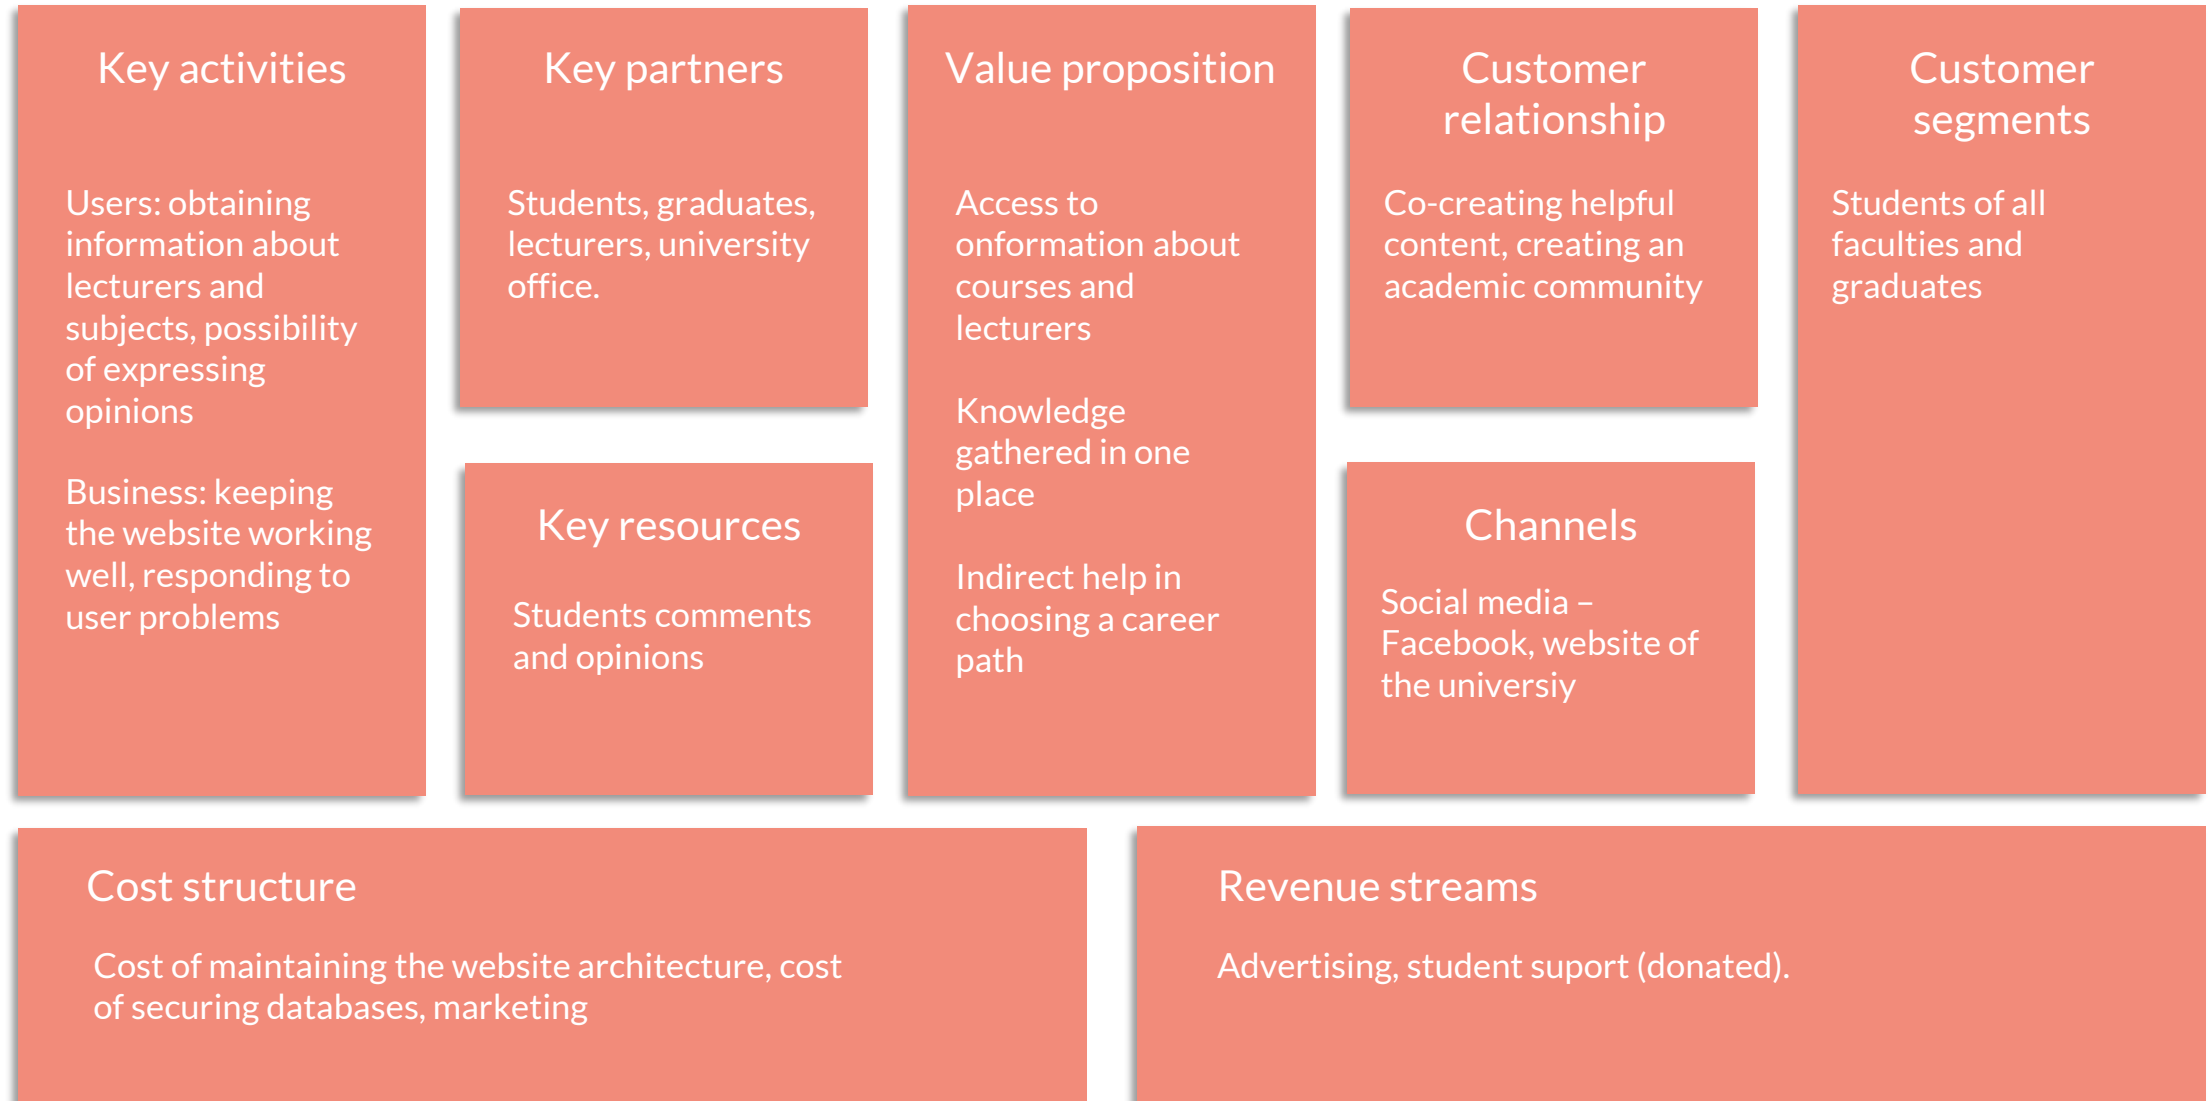 Key activities
Users: obtaining
information about
lecturers and
subjects, possibility
of expressing
opinions
Business: keeping
the website working
well, responding to
user problems
Key partners
Students, graduates,
lecturers, university
office.
Key resources
Students comments
and opinions
Value proposition
Access to
onformation about
courses and
lecturers
Knowledge
gathered in one
place
Indirect help in
choosing a career
path
Customer
relationship
Co-creating helpful
content, creating an
academic community
Channels
Social media –
Facebook, website of
the universiy
Customer
segments
Students of all
faculties and
graduates
Cost structure
Cost of maintaining the website architecture, cost
of securing databases, marketing
Revenue streams
Advertising, student suport (donated).